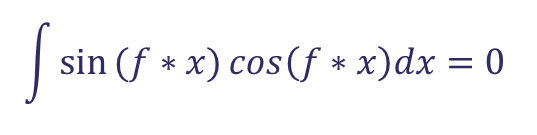 ∫ sin (f * x) cos(f * x)dx = 0